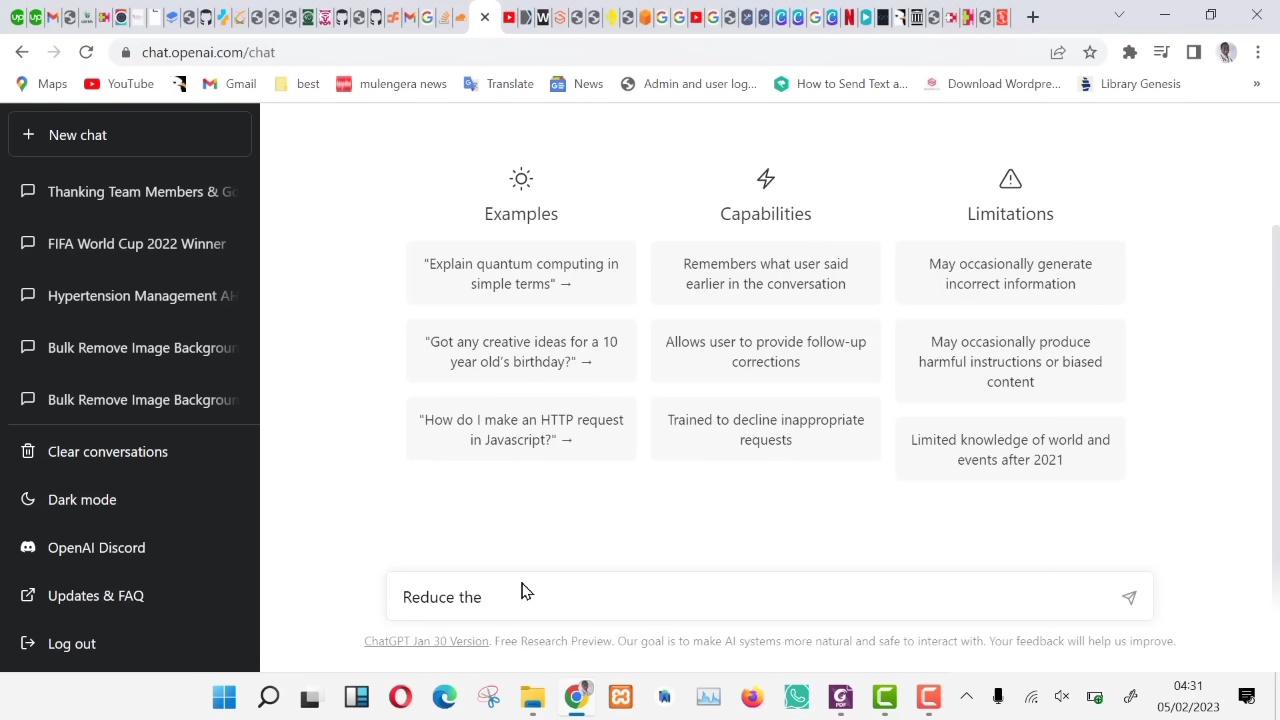 chat.openai.com/chat
Maps
YouTube
Gmail
best
mulengera news
Translate
News
Admin and user log...
How to Send Text a...
Download Wordpre...
Library Genesis
»
New chat
Thanking Team Members & Go
FIFA World Cup 2022 Winner
Hypertension Management AH
Bulk Remove Image Backgroun
Bulk Remove Image Backgroun
Clear conversations
Dark mode
OpenAI Discord
Updates & FAQ
Log out
Examples
"Explain quantum computing in
simple terms" →
"Got any creative ideas for a 10
year old's birthday?" →
"How do I make an HTTP request
in Javascript?" →
Capabilities
Remembers what user said
earlier in the conversation
Allows user to provide follow-up
corrections
Trained to decline inappropriate
requests
Limitations
May occasionally generate
incorrect information
May occasionally produce
harmful instructions or biased
content
Limited knowledge of world and
events after 2021
Reduce the
ChatGPT Jan 30 Version. Free Research Preview. Our goal is to make AI systems more natural and safe to interact with. Your feedback will help us improve.
04:31
05/02/2023